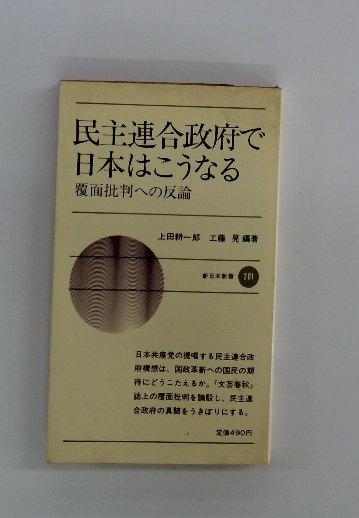 民主連合政府で
日本はこうなる
覆面批判への反論
上田耕一郎 工藤 晃 編著
新日本新書 201
日本共産党の提唱する民主連合政
府構想は、国政革新への国民の期
待にどうこたえるか。『文芸春秋』
誌上の覆面批判を論駁し、民主連
合政府の真髄をうきぼりにする。
定価490円